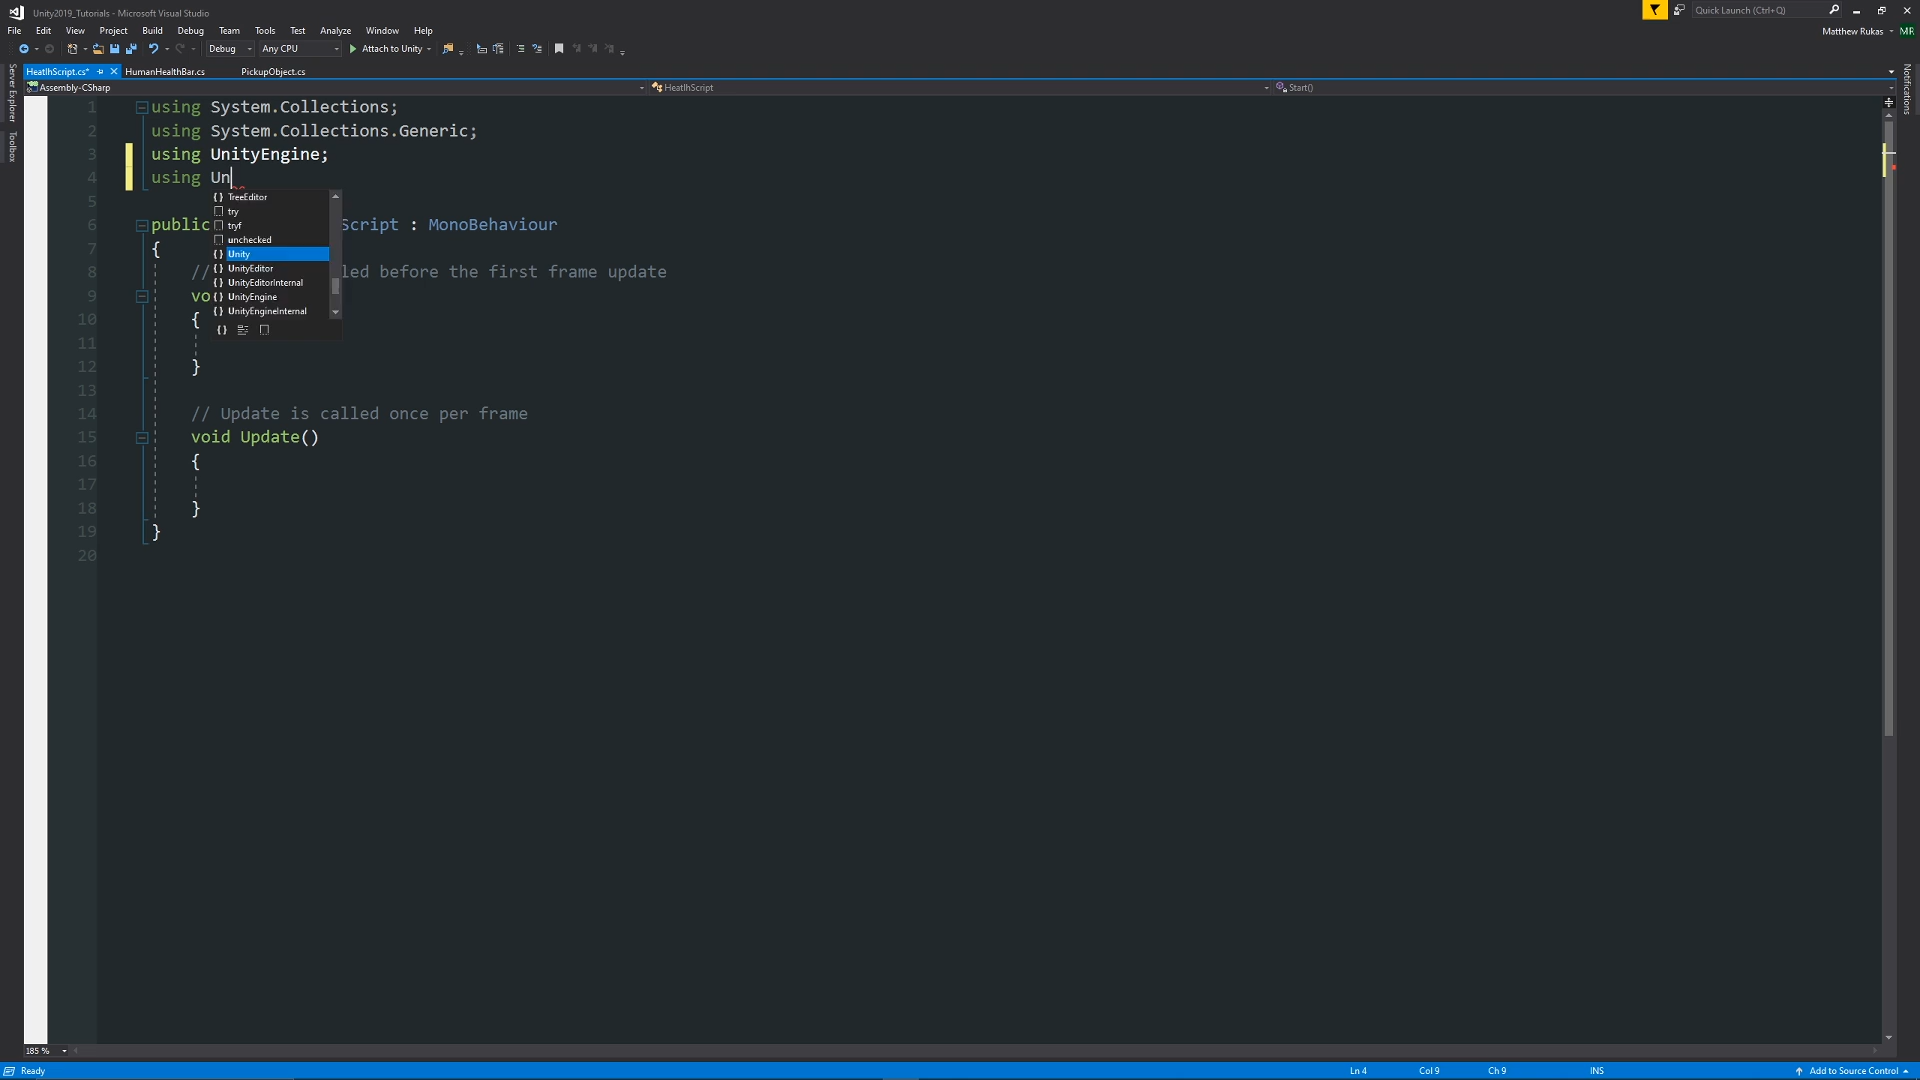 Unity2019_Tutorials - Microsoft Visual Studio
Quick Launch (Ctrl+Q)
File Edit View Project Build Debug Team Tools Test Analyze Window Help
Matthew Rukas MR
Debug Any CPU Attach to Unity
HeatlhScript.cs* HumanHealthBar.cs PickupObject.cs
Assembly-CSharp HeatlhScript Start()
Server Explorer
Toolbox
Notifications
1 using System.Collections;
2 using System.Collections.Generic;
3 using UnityEngine;
4 using Un
5
TreeEditor
try
tryf
unchecked
Unity
UnityEditor
UnityEditorInternal
UnityEngine
UnityEngineInternal
6 public Script : MonoBehaviour
7 {
8 // led before the first frame update
9 vo
10 {
11
12 }
13
14 // Update is called once per frame
15 void Update()
16 {
17
18 }
19 }
20
185 %
Ready Ln 4 Col 9 Ch 9 INS Add to Source Control